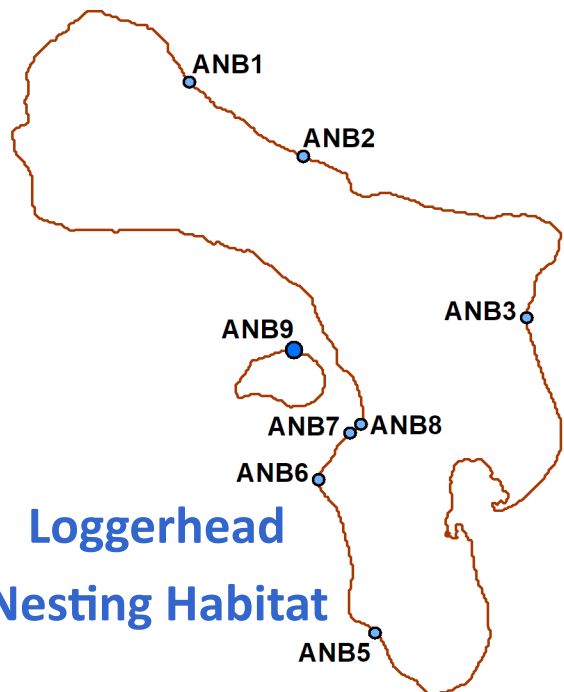 ANB1
ANB2
ANB3
ANB9
ANB7
ANB8
ANB6
Loggerhead
Nesting Habitat
ANB5